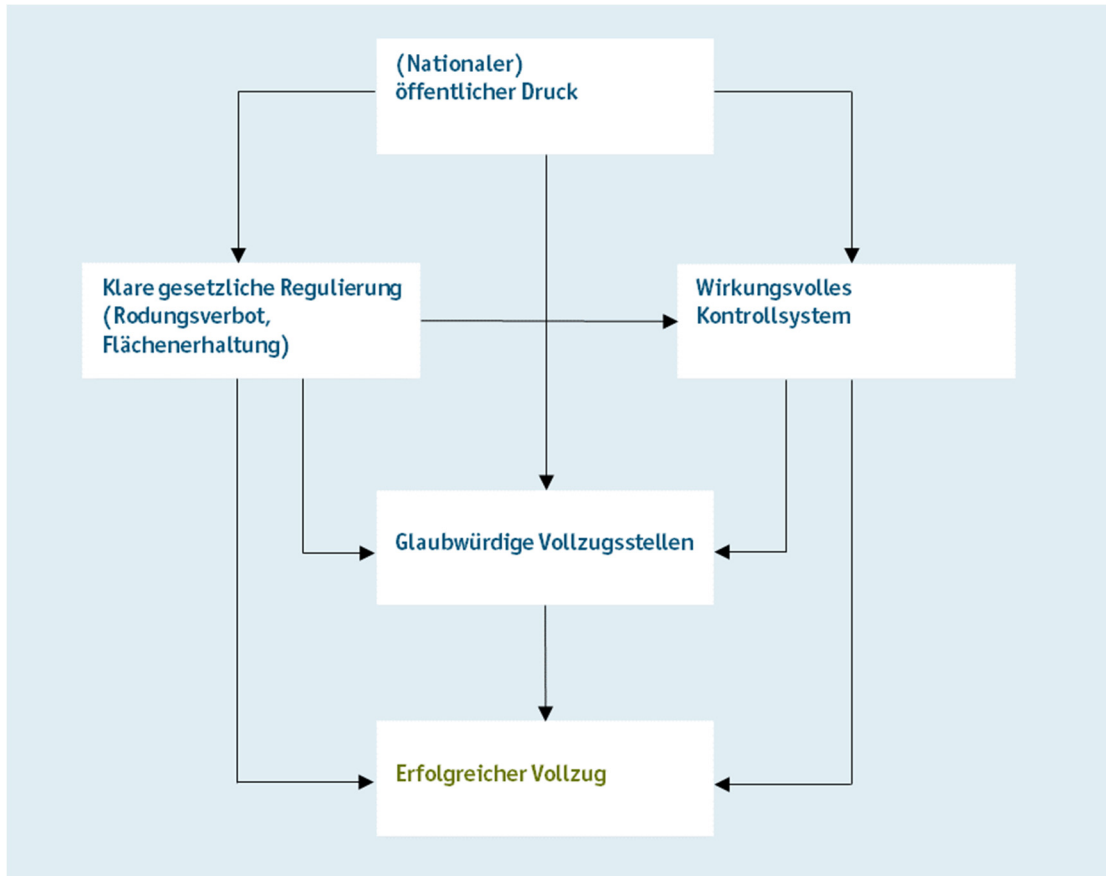 (Nationaler)
öffentlicher Druck
Klare gesetzliche Regulierung
(Rodungsverbot,
Flächenerhaltung)
Wirkungsvolles
Kontrollsystem
Glaubwürdige Vollzugsstellen
Erfolgreicher Vollzug